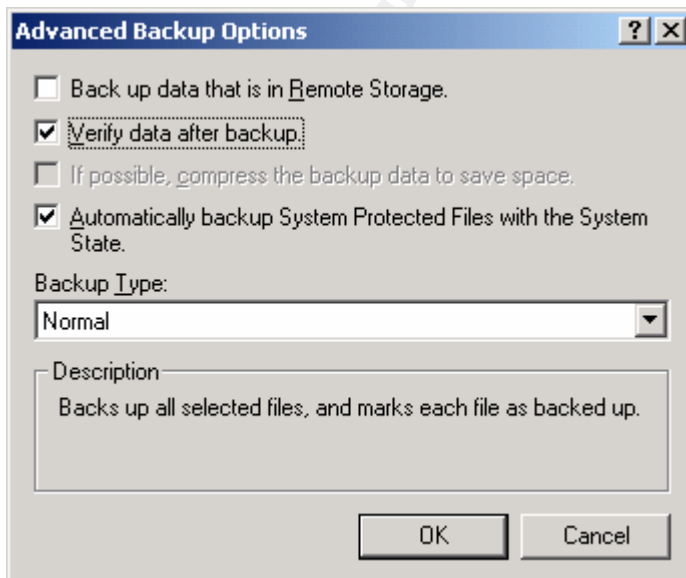 Advanced Backup Options
Back up data that is in Remote Storage.
Verify data after backup.
If possible, compress the backup data to save space.
Automatically backup System Protected Files with the System
State.
Backup Type:
Normal
Description
Backs up all selected files, and marks each file as backed up.
OK Cancel